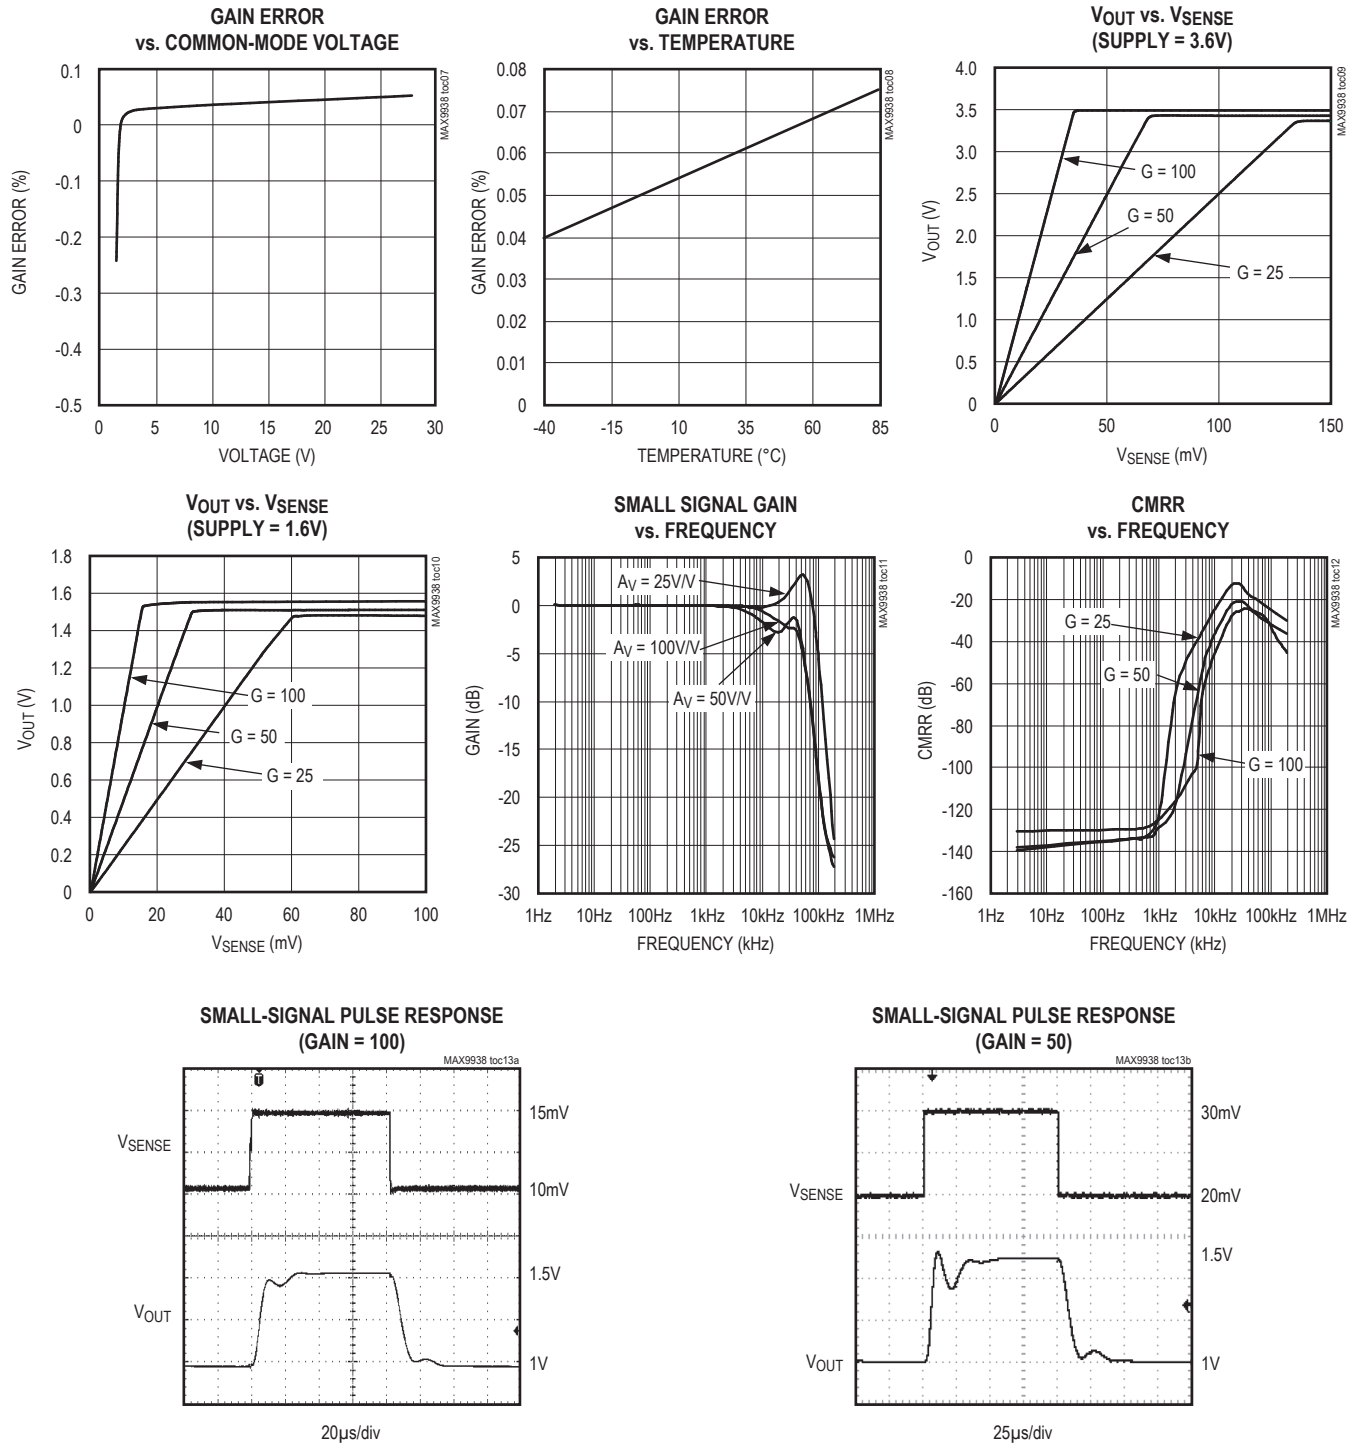 GAIN ERROR
vs. COMMON-MODE VOLTAGE
MAX9938 toc07
GAIN ERROR (%)
0.1
0
-0.1
-0.2
-0.3
-0.4
-0.5
0 5 10 15 20 25 30
VOLTAGE (V)
GAIN ERROR
vs. TEMPERATURE
MAX9938 toc08
GAIN ERROR (%)
0.08
0.07
0.06
0.05
0.04
0.03
0.02
0.01
0
-40 -15 10 35 60 85
TEMPERATURE (°C)
VOUT vs. VSENSE
(SUPPLY = 3.6V)
MAX9938 toc09
VOUT (V)
4.0
3.5
3.0
2.5
2.0
1.5
1.0
0.5
0
G = 100
G = 50
G = 25
0 50 100 150
VSENSE (mV)
VOUT vs. VSENSE
(SUPPLY = 1.6V)
MAX9938 toc10
VOUT (V)
1.8
1.6
1.4
1.2
1.0
0.8
0.6
0.4
0.2
0
G = 100
G = 50
G = 25
0 20 40 60 80 100
VSENSE (mV)
SMALL SIGNAL GAIN
vs. FREQUENCY
MAX9938 toc11
GAIN (dB)
5
0
-5
-10
-15
-20
-25
-30
AV = 25V/V
AV = 100V/V
AV = 50V/V
1Hz 10Hz 100Hz 1kHz 10kHz 100kHz 1MHz
FREQUENCY (kHz)
CMRR
vs. FREQUENCY
MAX9938 toc12
CMRR (dB)
0
-20
-40
-60
-80
-100
-120
-140
-160
G = 25
G = 50
G = 100
1Hz 10Hz 100Hz 1kHz 10kHz 100kHz 1MHz
FREQUENCY (kHz)
SMALL-SIGNAL PULSE RESPONSE
(GAIN = 100)
MAX9938 toc13a
T
15mV
VSENSE
10mV
1.5V
VOUT
1V
20µs/div
SMALL-SIGNAL PULSE RESPONSE
(GAIN = 50)
MAX9938 toc13b
30mV
VSENSE
20mV
1.5V
VOUT
1V
25µs/div